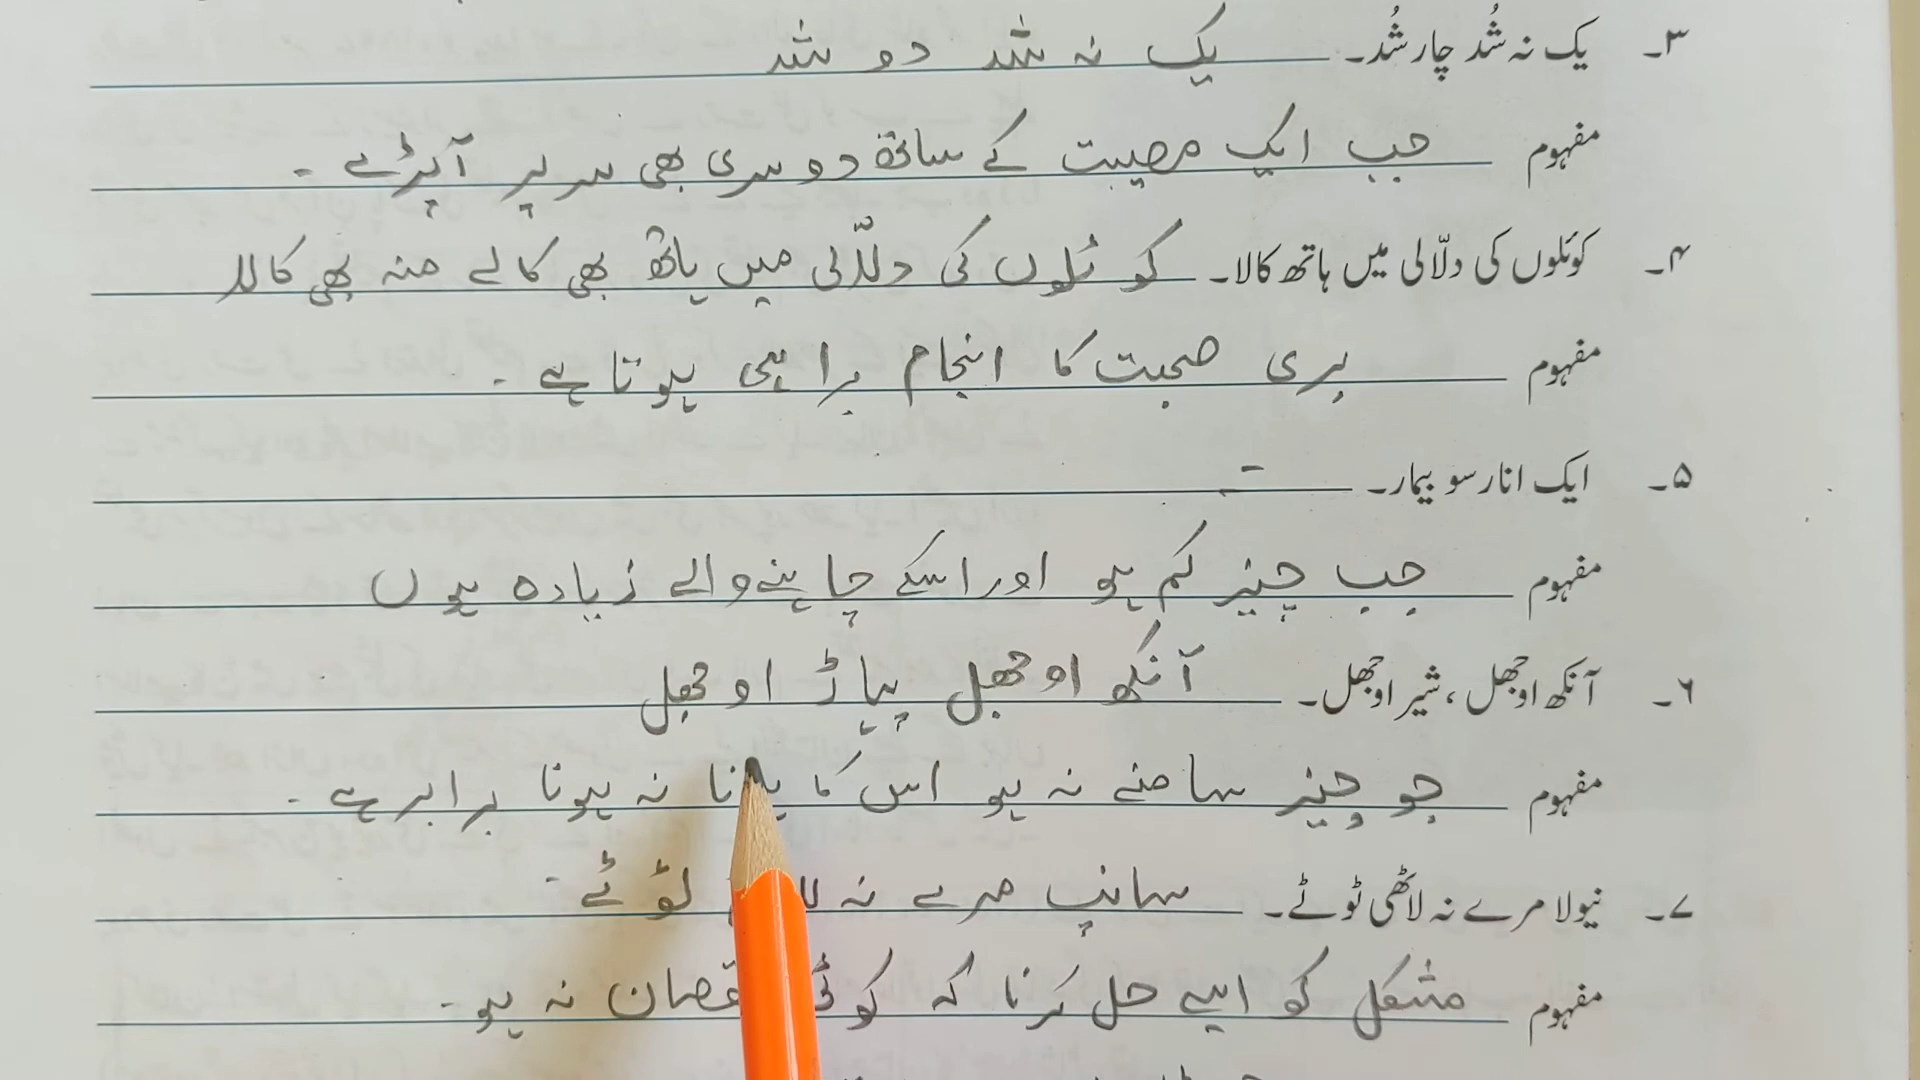 ۳۔ یک نہ شُد چار شُد۔ یک نہ شد دو شد
مفہوم جب ایک مصیبت کے ساتھ دوسری بھی سر پر آپڑے ۔
۴۔ کوئلوں کی دلّالی میں ہاتھ کالا۔ کوئلوں کی دلّالی میں ہاتھ بھی کالے منہ بھی کالا
مفہوم بری صحبت کا انجام برا ہی ہوتا ہے ۔
۵۔ ایک انار سو بیمار۔ ۔
مفہوم جب چیز کم ہو اور اسکے چاہنے والے زیادہ ہوں
۶۔ آنکھ اوجھل، شیر اوجھل۔ آنکھ اوجھل پہاڑ اوجھل
مفہوم جو چیز سامنے نہ ہو اس کا نہ ہونا برابر ہے ۔
۷۔ نیولا مرے نہ لاٹھی ٹوٹے۔ سانپ مرے نہ ٹوٹے ۔
مفہوم مشکل کو ایسے حل کرنا کہ کوئی نہ ہو ۔